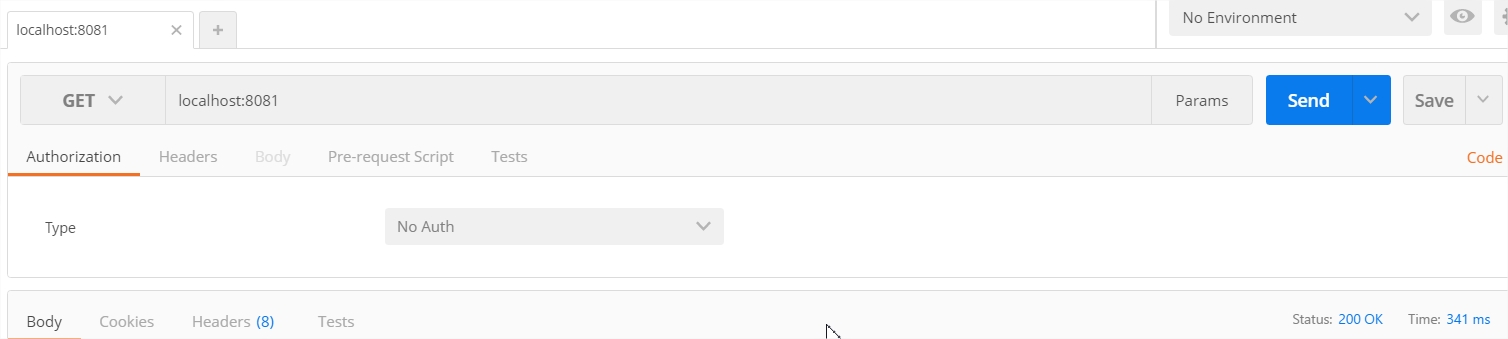 localhost:8081
No Environment
GET localhost:8081 Params Send Save
Authorization Headers Body Pre-request Script Tests Code
Type No Auth
Body Cookies Headers (8) Tests Status: 200 OK Time: 341 ms